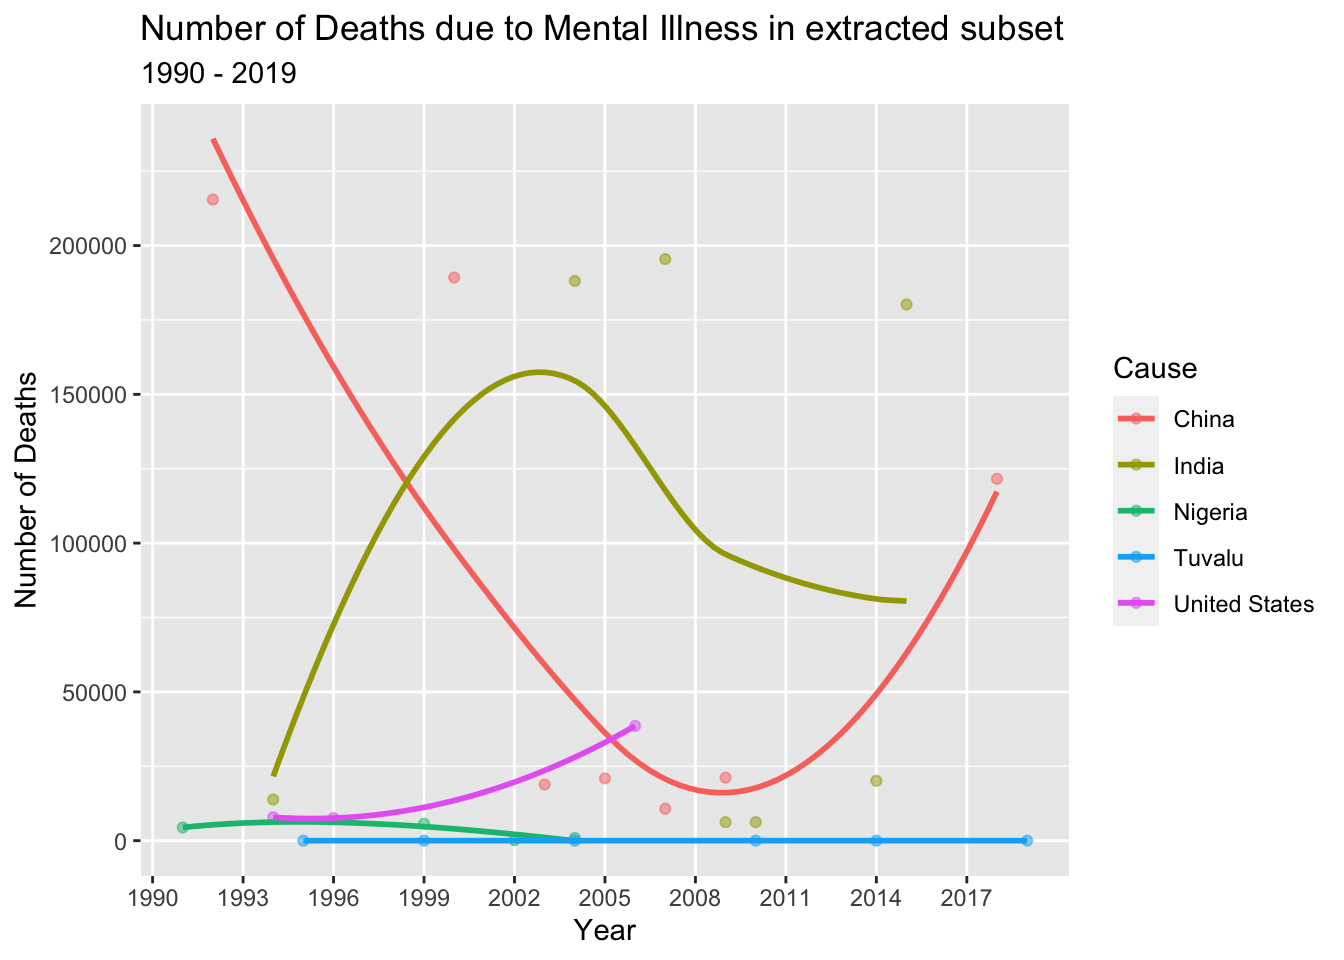 Number of Deaths due to Mental Illness in extracted subset
1990 - 2019
Number of Deaths
200000
150000
100000
50000
0
1990 1993 1996 1999 2002 2005 2008 2011 2014 2017
Year
Cause
China
India
Nigeria
Tuvalu
United States